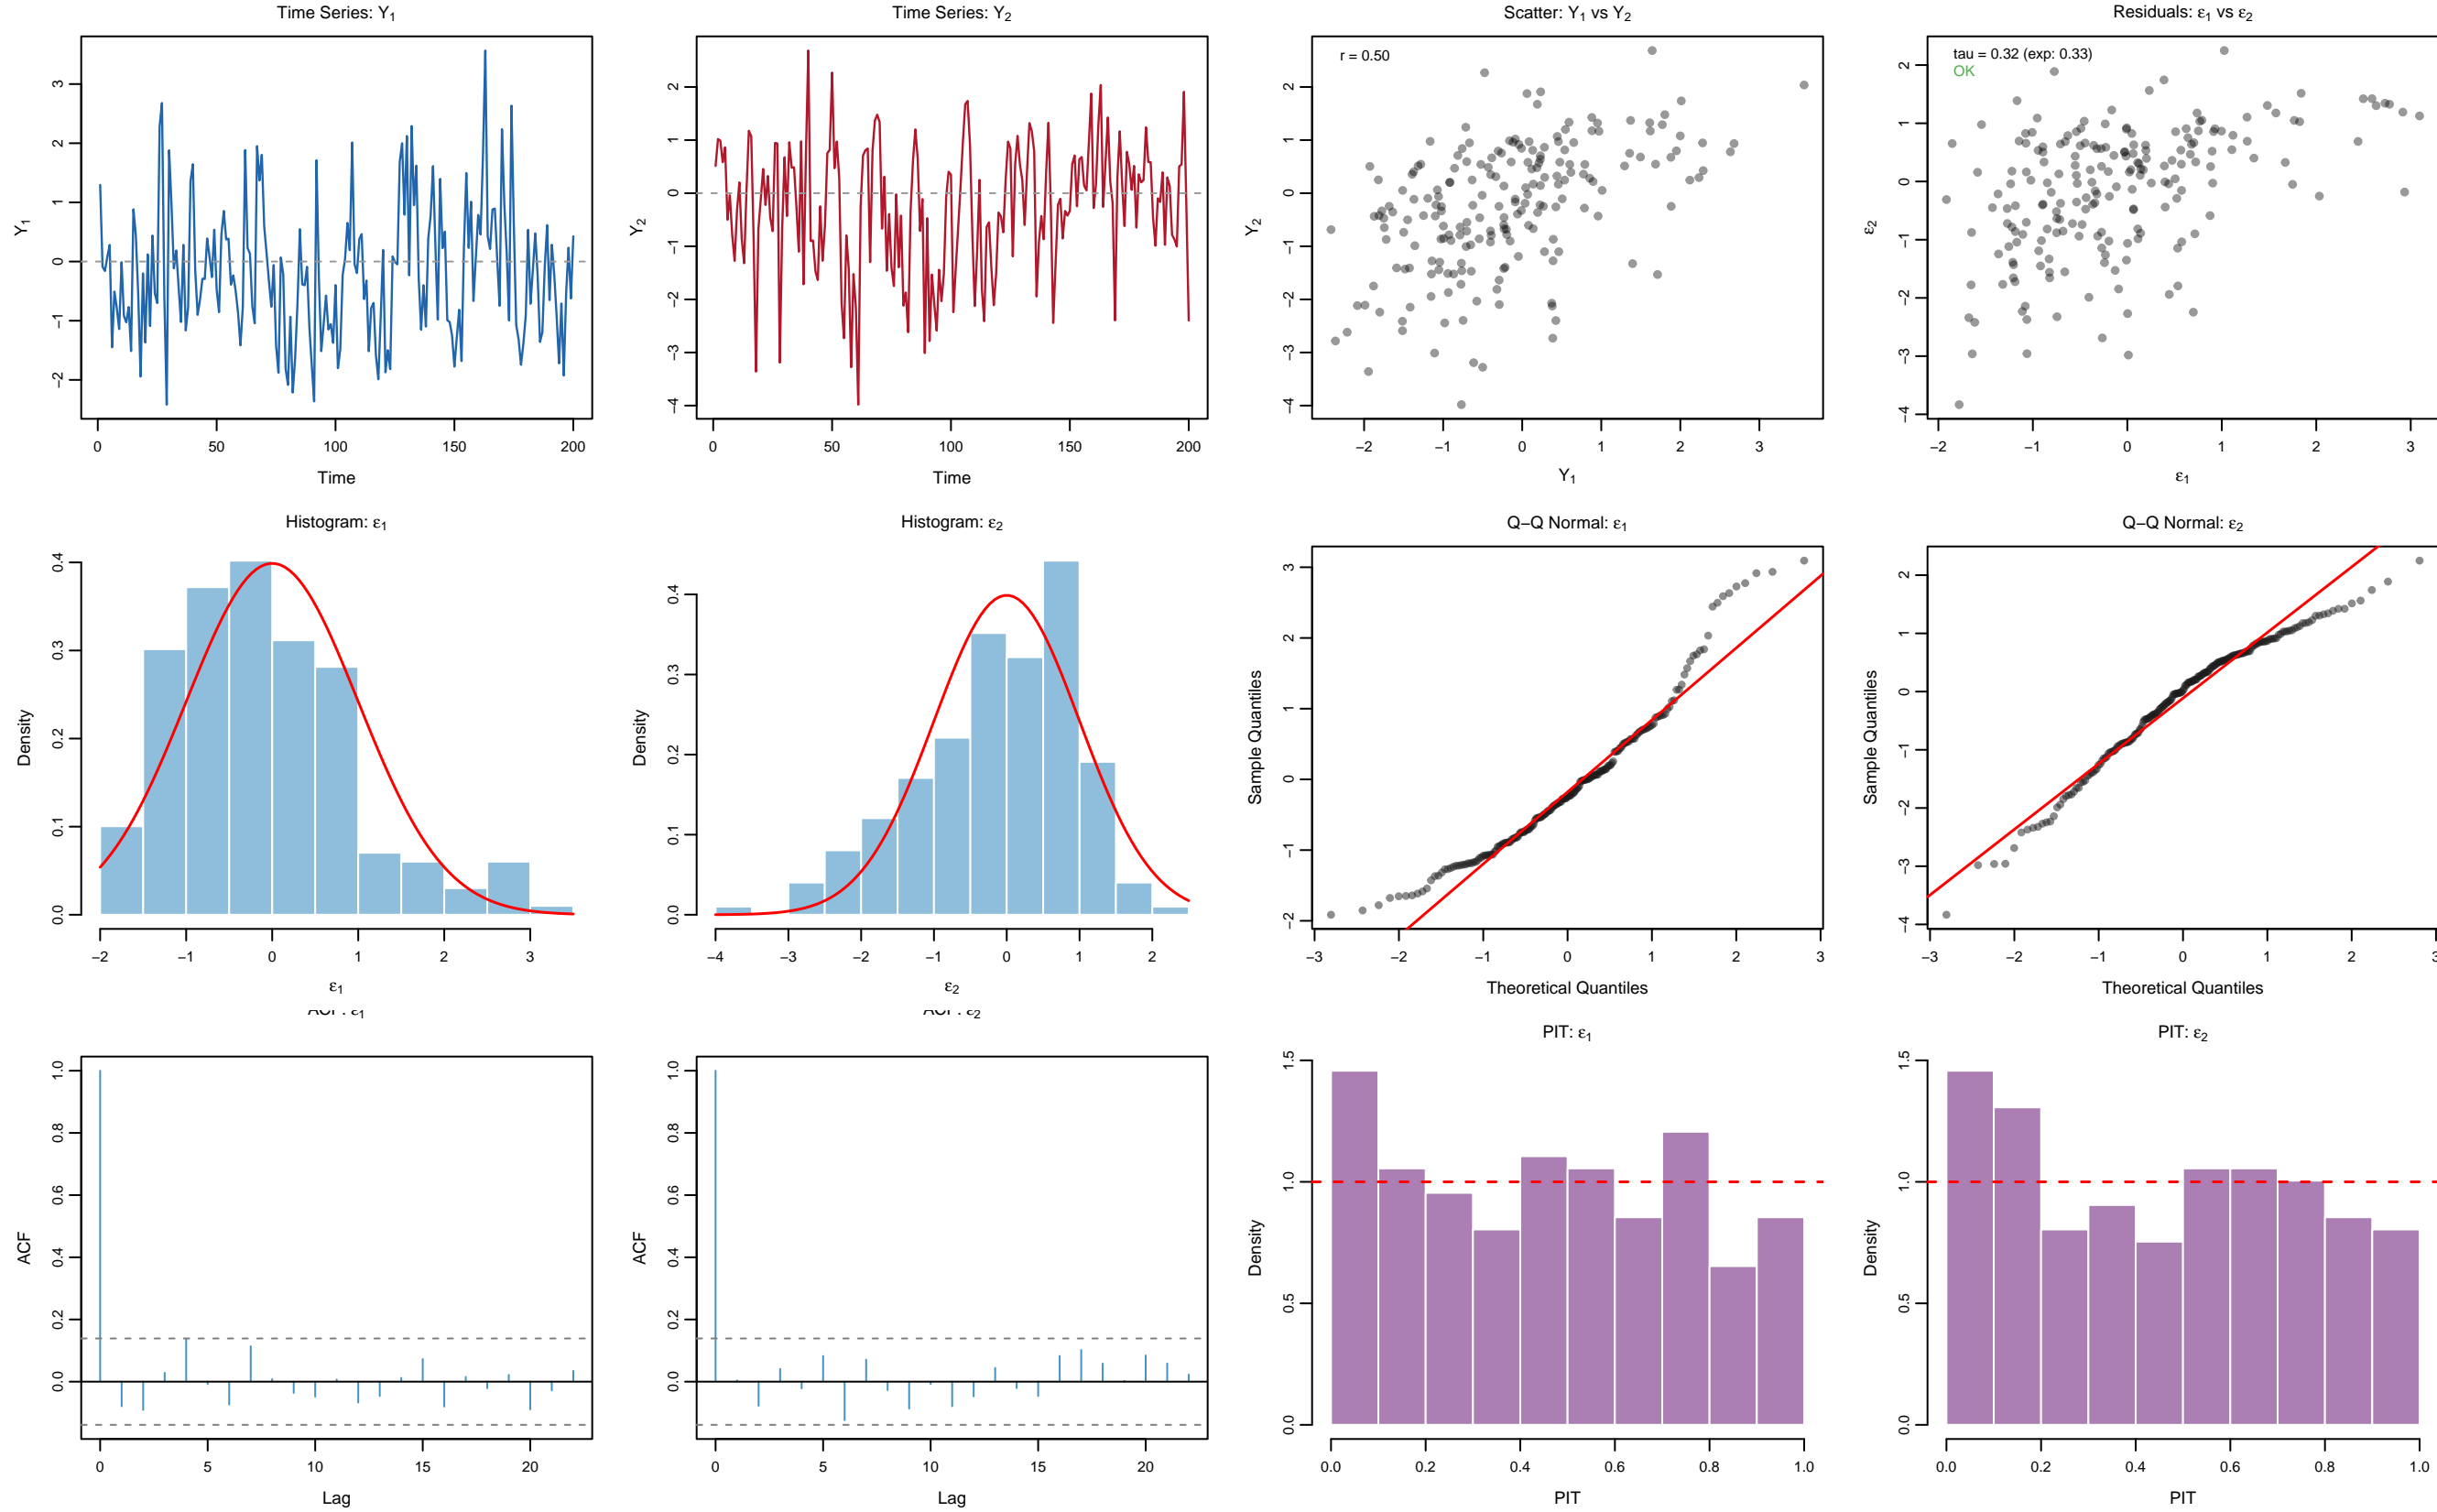 Time Series: Y1
Y1
3
2
1
0
−1
−2
0 50 100 150 200
Time
Time Series: Y2
Y2
2
1
0
−1
−2
−3
−4
0 50 100 150 200
Time
Scatter: Y1 vs Y2
r = 0.50
Y2
2
1
0
−1
−2
−3
−4
−2 −1 0 1 2 3
Y1
Residuals: ε1 vs ε2
tau = 0.32 (exp: 0.33)
OK
ε2
2
1
0
−1
−2
−3
−4
−2 −1 0 1 2 3
ε1
Histogram: ε1
Density
0.4
0.3
0.2
0.1
0.0
−2 −1 0 1 2 3
ε1
Histogram: ε2
Density
0.4
0.3
0.2
0.1
0.0
−4 −3 −2 −1 0 1 2
ε2
Q−Q Normal: ε1
Sample Quantiles
3
2
1
0
−1
−2
−3 −2 −1 0 1 2 3
Theoretical Quantiles
Q−Q Normal: ε2
Sample Quantiles
2
1
0
−1
−2
−3
−4
−3 −2 −1 0 1 2 3
Theoretical Quantiles
ACF: ε1
ACF
1.0
0.8
0.6
0.4
0.2
0.0
0 5 10 15 20
Lag
ACF: ε2
ACF
1.0
0.8
0.6
0.4
0.2
0.0
0 5 10 15 20
Lag
PIT: ε1
Density
1.5
1.0
0.5
0.0
0.0 0.2 0.4 0.6 0.8 1.0
PIT
PIT: ε2
Density
1.5
1.0
0.5
0.0
0.0 0.2 0.4 0.6 0.8 1.0
PIT